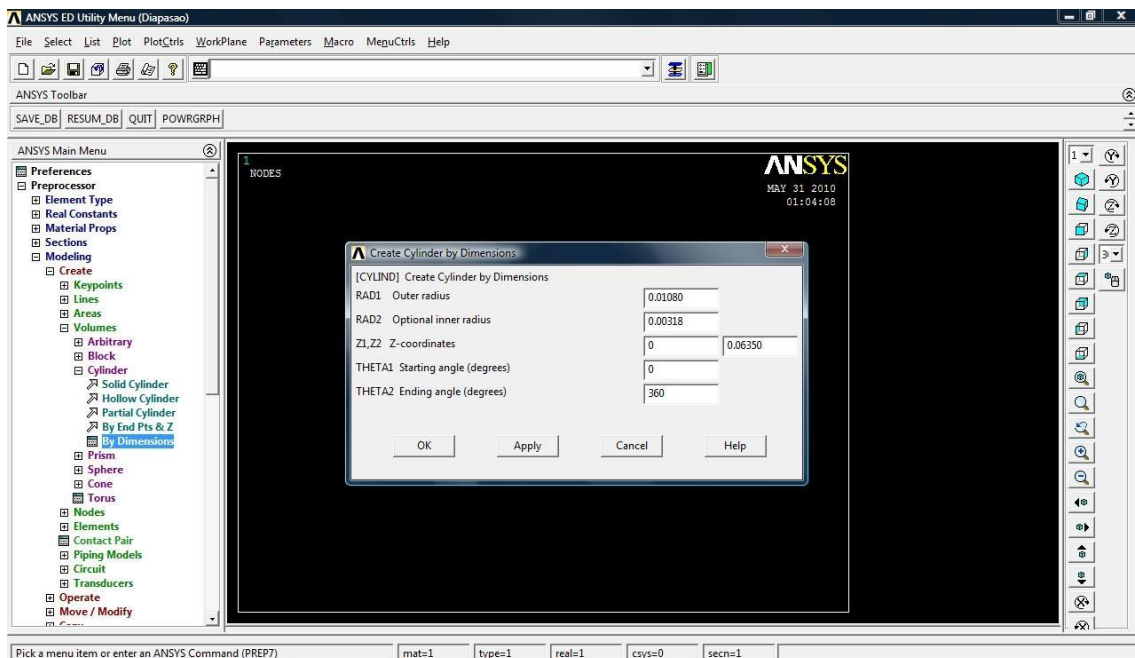 ANSYS ED Utility Menu (Diapasao)
File Select List Plot PlotCtrls WorkPlane Parameters Macro MenuCtrls Help
ANSYS Toolbar
SAVE_DB RESUM_DB QUIT POWRGRPH
ANSYS Main Menu
Preferences
Preprocessor
Element Type
Real Constants
Material Props
Sections
Modeling
Create
Keypoints
Lines
Areas
Volumes
Arbitrary
Block
Cylinder
Solid Cylinder
Hollow Cylinder
Partial Cylinder
By End Pts & Z
By Dimensions
Prism
Sphere
Cone
Torus
Nodes
Elements
Contact Pair
Piping Models
Circuit
Transducers
Operate
Move / Modify
1
NODES
ANSYS
MAY 31 2010
01:04:08
Create Cylinder by Dimensions
[CYLIND] Create Cylinder by Dimensions
RAD1 Outer radius 0.01080
RAD2 Optional inner radius 0.00318
Z1,Z2 Z-coordinates 0 0.06350
THETA1 Starting angle (degrees) 0
THETA2 Ending angle (degrees) 360
OK Apply Cancel Help
1
Pick a menu item or enter an ANSYS Command (PREP7) mat=1 type=1 real=1 csys=0 secn=1